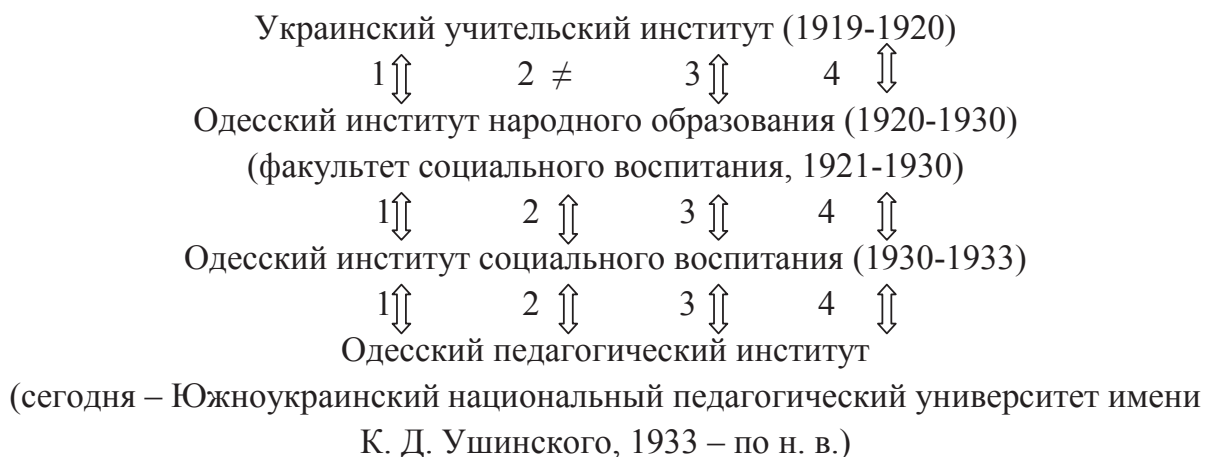 Украинский учительский институт (1919-1920)
1⇕ 2 ≠ 3⇕ 4 ⇕
Одесский институт народного образования (1920-1930)
(факультет социального воспитания, 1921-1930)
1⇕ 2 ⇕ 3 ⇕ 4 ⇕
Одесский институт социального воспитания (1930-1933)
1⇕ 2 ⇕ 3 ⇕ 4 ⇕
Одесский педагогический институт
(сегодня – Южноукраинский национальный педагогический университет имени
К. Д. Ушинского, 1933 – по н. в.)